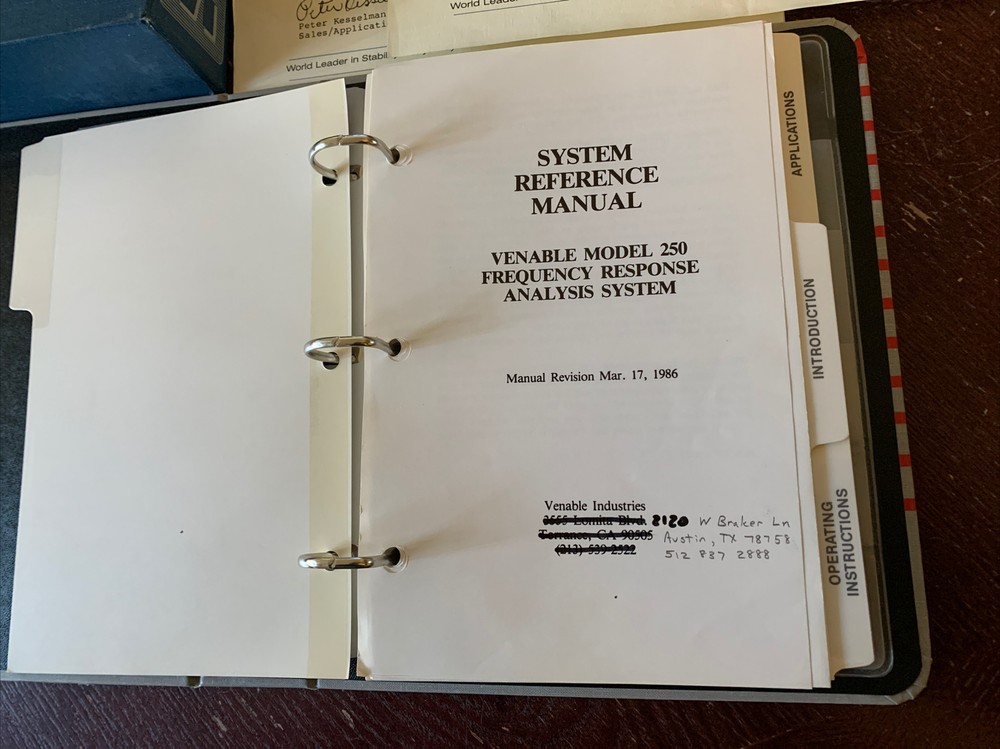 Peter Kesselman
Sales/Applicati
World Leader in Stabil
World Leader
SYSTEM
REFERENCE
MANUAL
VENABLE MODEL 250
FREQUENCY RESPONSE
ANALYSIS SYSTEM
Manual Revision Mar. 17, 1986
Venable Industries
3555 Lomita Blvd. 8120 W Braker Ln
Torrance, CA 90505 Austin, TX 78758
(213) 539-2522 512 837 2888
APPLICATIONS
INTRODUCTION
OPERATING
INSTRUCTIONS